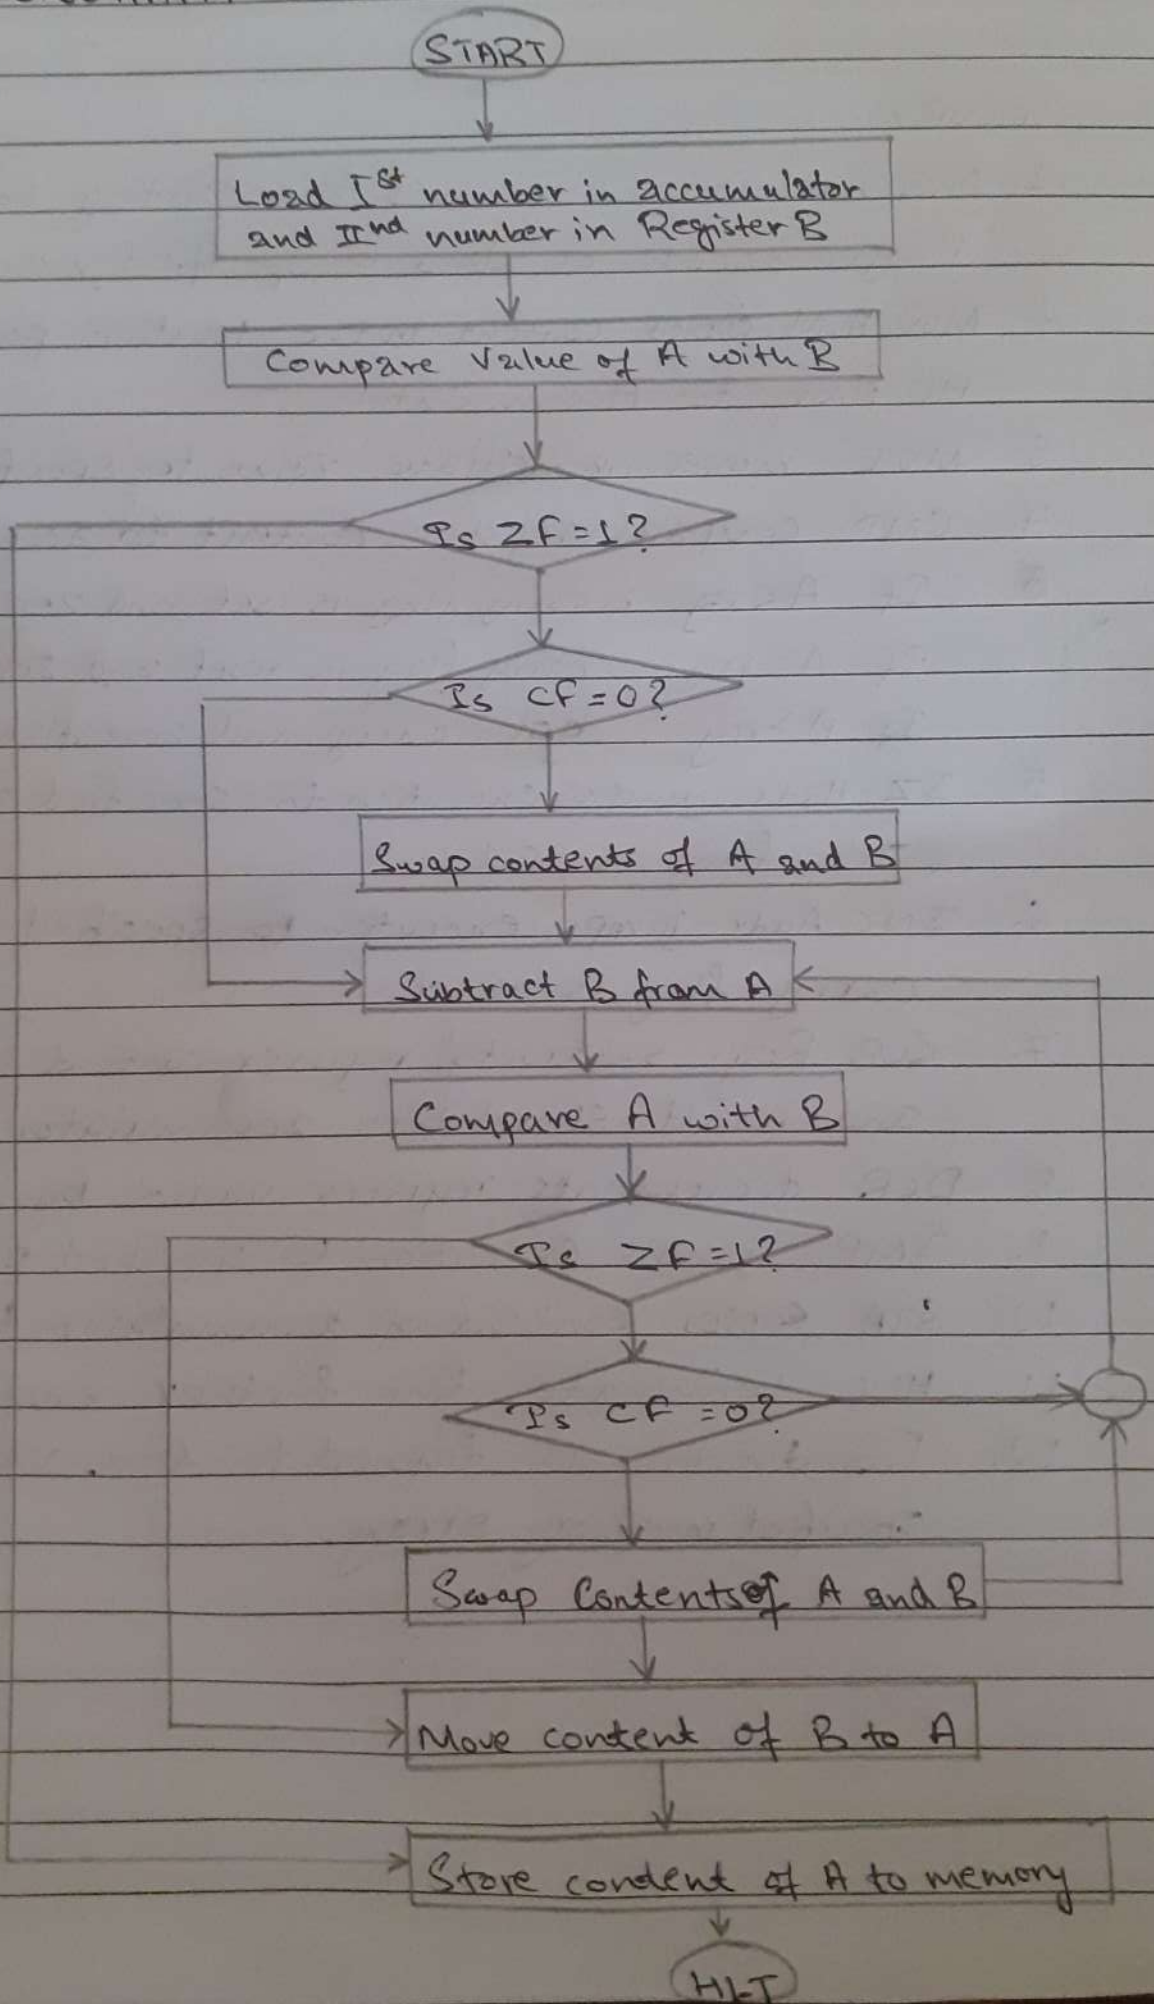 START
Load Ist number in accumulator
and IInd number in Register B
Compare Value of A with B
Is ZF=1?
Is CF=0?
Swap contents of A and B
Subtract B from A
Compare A with B
Is ZF=1?
Is CF=0?
Swap Contents of A and B
Move content of B to A
Store content of A to memory
HLT